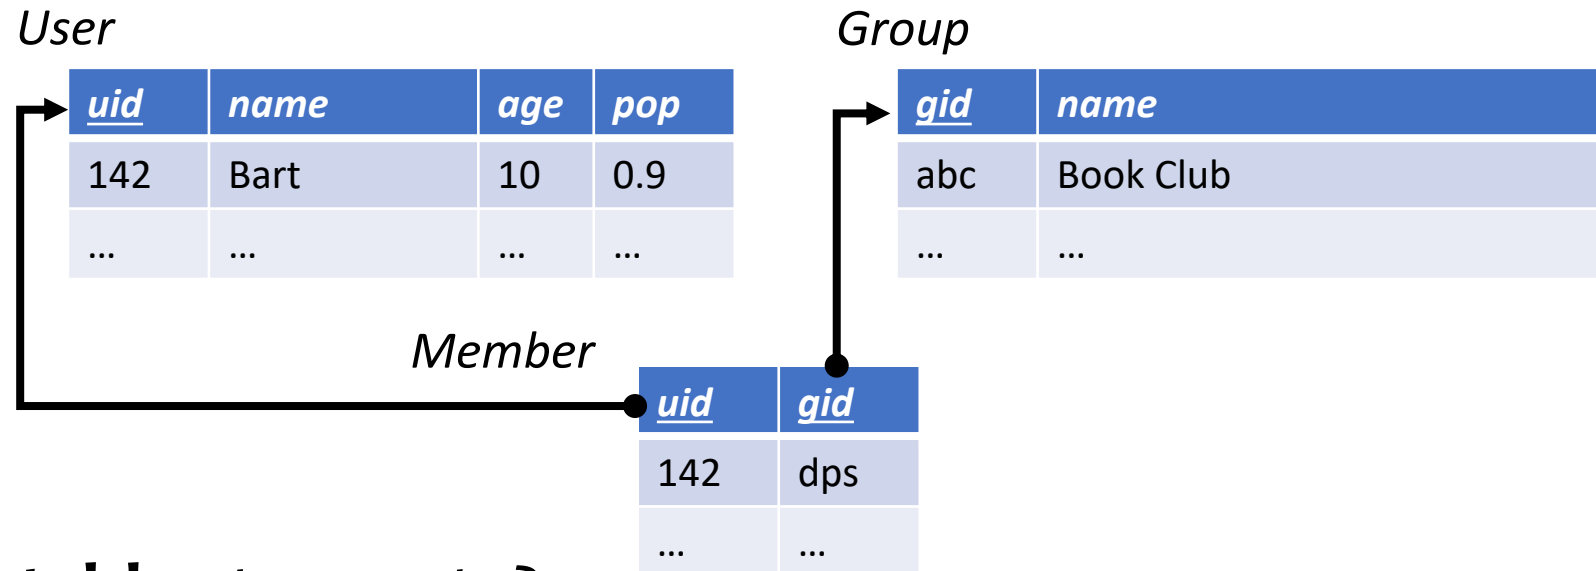 User
Group
uid name age pop
gid name
142 Bart 10 0.9
abc Book Club
... ... ... ...
... ...
Member
uid gid
142 dps
... ...